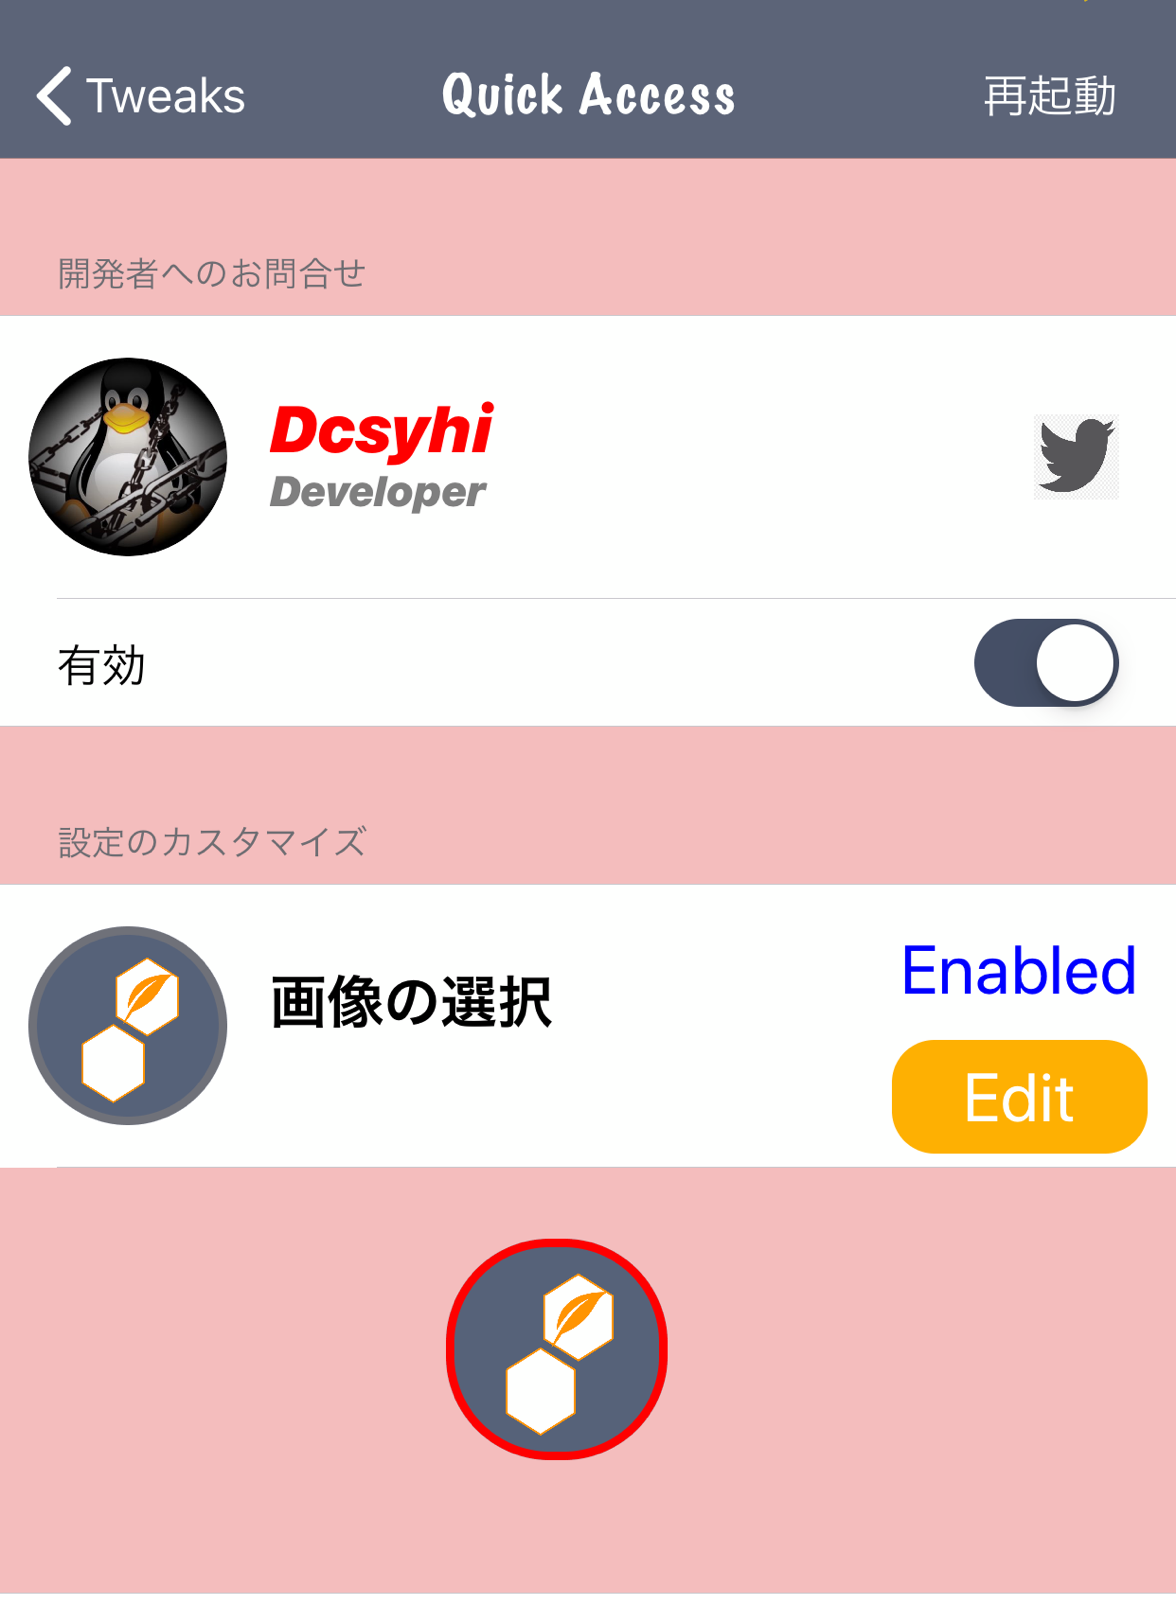 Tweaks
Quick Access
再起動
開発者へのお問合せ
Dcsyhi
Developer
有効
設定のカスタマイズ
画像の選択
Enabled
Edit